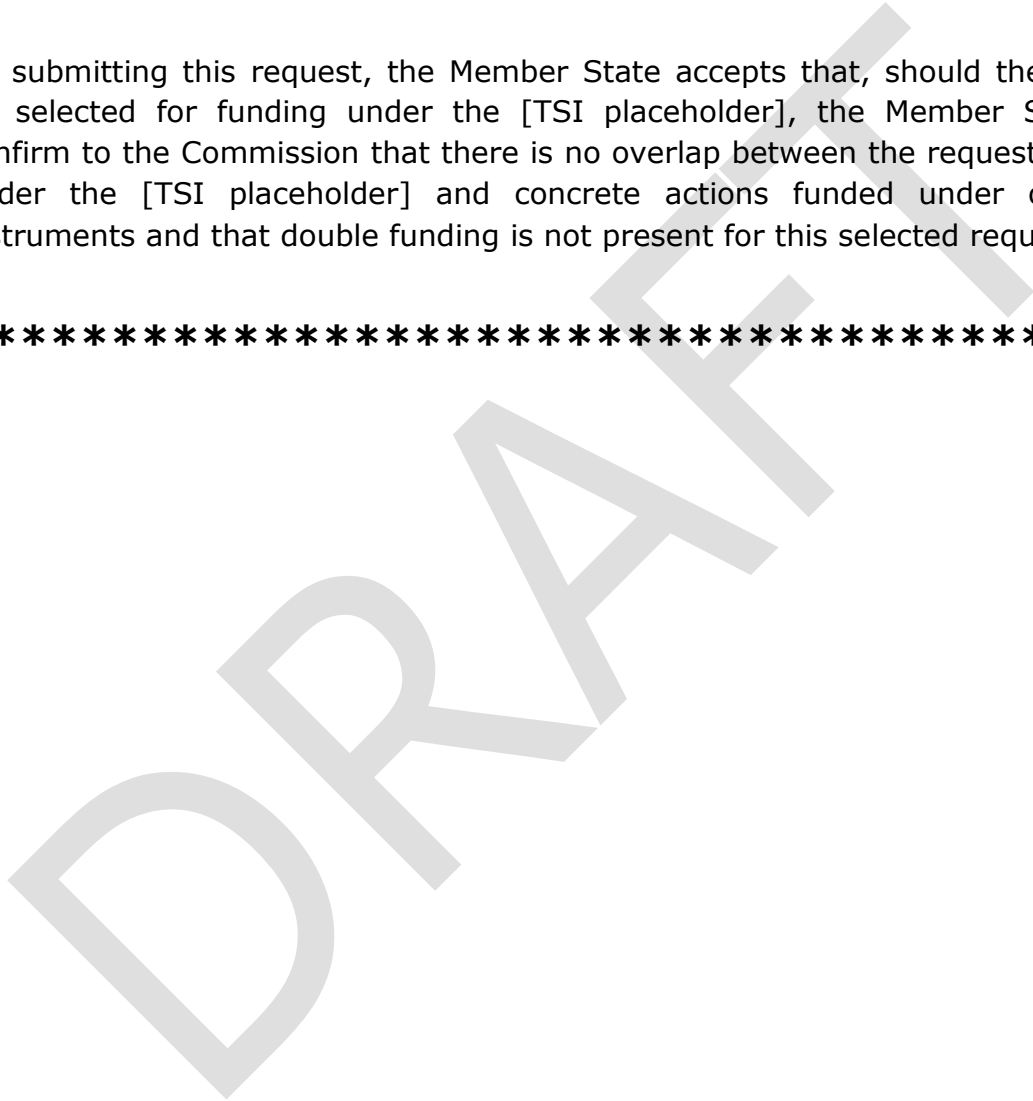 submitting this request, the Member State accepts that, should the
selected for funding under the [TSI placeholder], the Member
nfirm to the Commission that there is no overlap between the request
der the [TSI placeholder] and concrete actions funded under
struments and that double funding is not present for this selected requ
***********************************
DRAFT